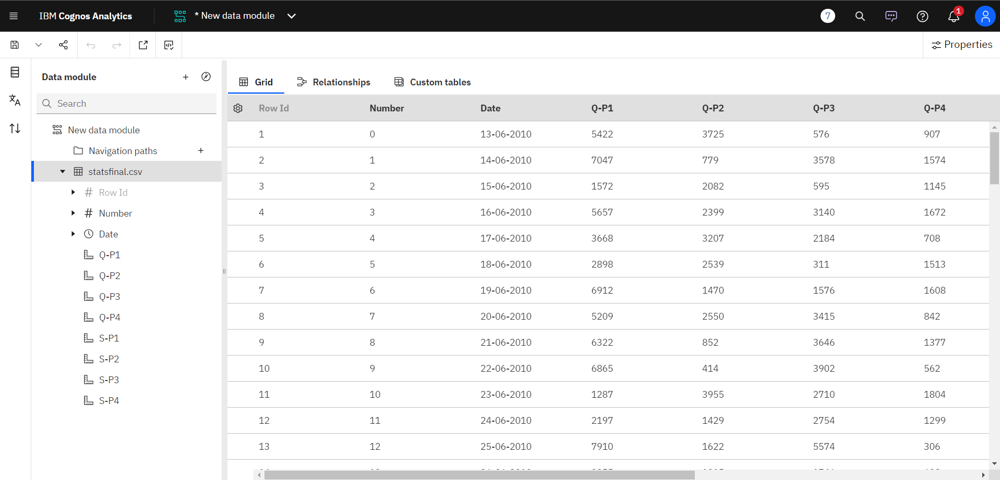 IBM Cognos Analytics
* New data module
7
1
Properties
Data module
Search
New data module
Navigation paths
statsfinal.csv
Row Id
Number
Date
Q-P1
Q-P2
Q-P3
Q-P4
S-P1
S-P2
S-P3
S-P4
Grid Relationships Custom tables
Row Id Number Date Q-P1 Q-P2 Q-P3 Q-P4
1 0 13-06-2010 5422 3725 576 907
2 1 14-06-2010 7047 779 3578 1574
3 2 15-06-2010 1572 2082 595 1145
4 3 16-06-2010 5657 2399 3140 1672
5 4 17-06-2010 3668 3207 2184 708
6 5 18-06-2010 2898 2539 311 1513
7 6 19-06-2010 6912 1470 1576 1608
8 7 20-06-2010 5209 2550 3415 842
9 8 21-06-2010 6322 852 3646 1377
10 9 22-06-2010 6865 414 3902 562
11 10 23-06-2010 1287 3955 2710 1804
12 11 24-06-2010 2197 1429 2754 1299
13 12 25-06-2010 7910 1622 5574 306